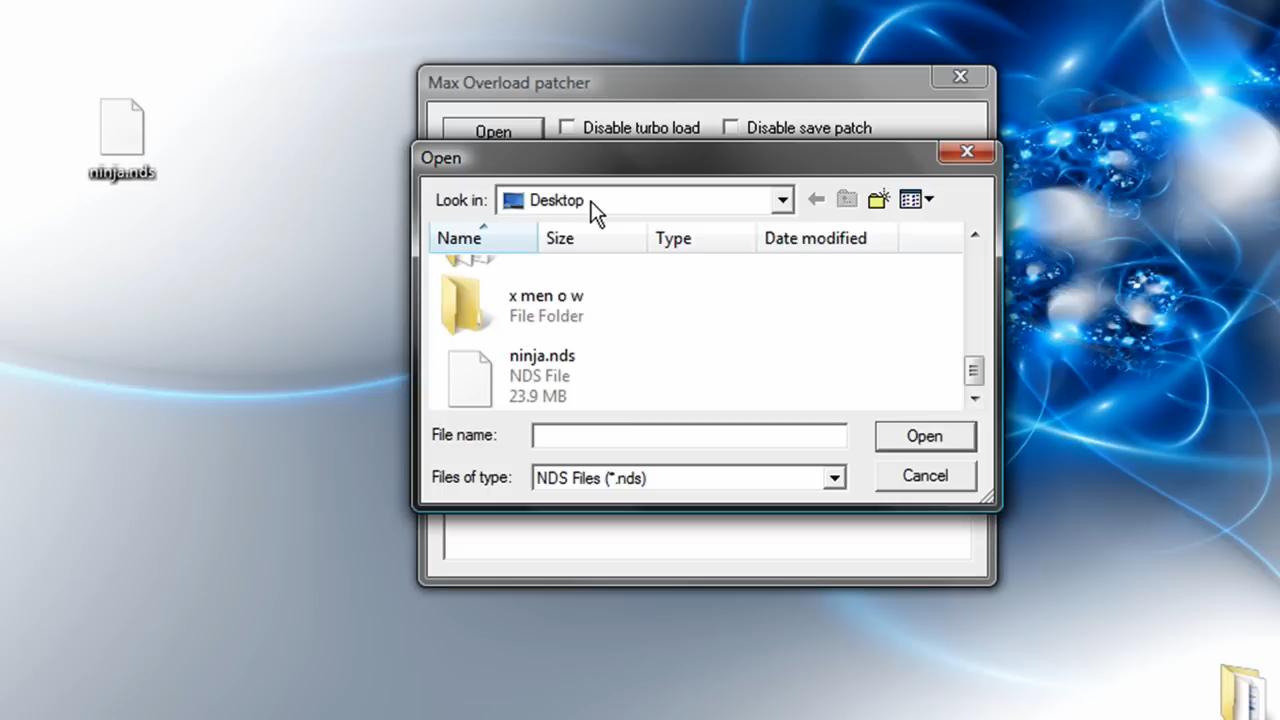 Max Overload patcher
Open
Disable turbo load
Disable save patch
ninja.nds
Open
Look in:
Desktop
Name
Size
Type
Date modified
x men o w
File Folder
ninja.nds
NDS File
23.9 MB
File name:
Open
Files of type:
NDS Files (*.nds)
Cancel